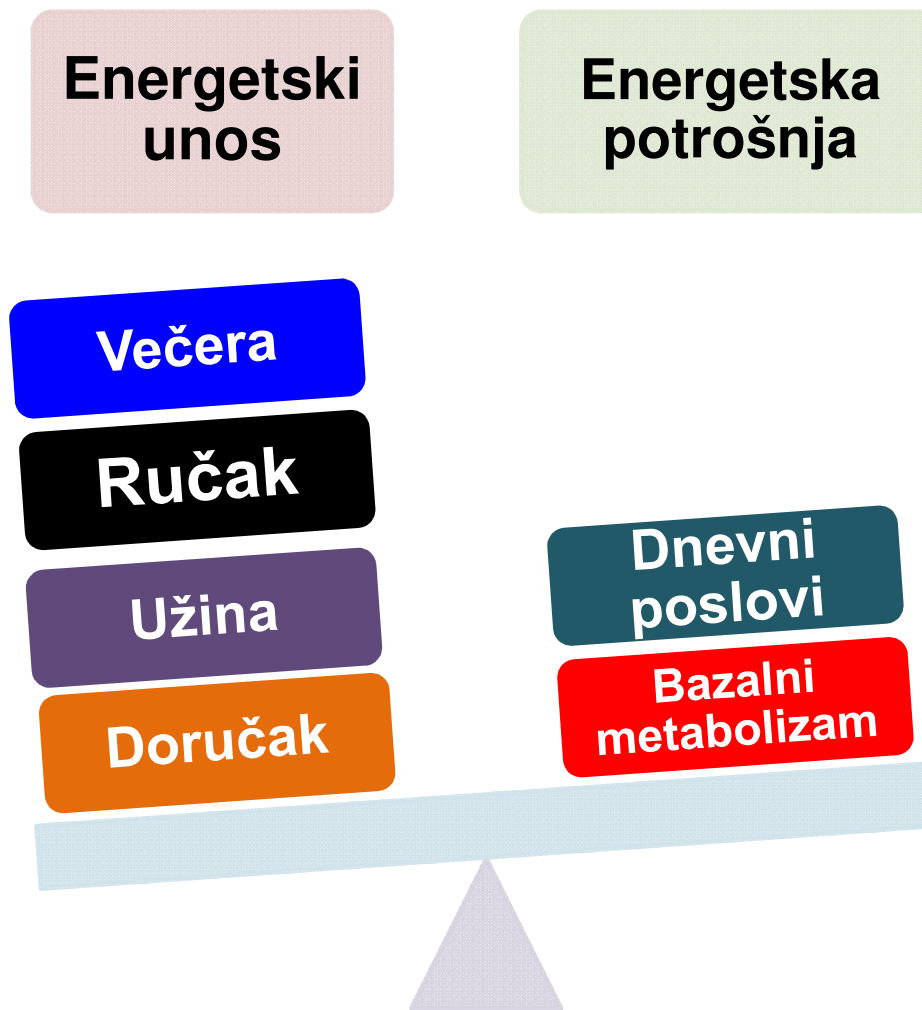 Energetski
unos
Energetska
potrošnja
Večera
Ručak
Užina
Doručak
Dnevni
poslovi
Bazalni
metabolizam